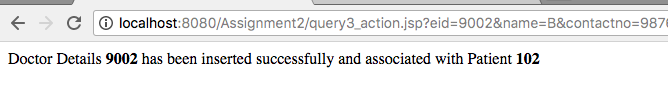 localhost:8080/Assignment2/query3_action.jsp?eid=9002&name=B&contactno=987
Doctor Details 9002 has been inserted successfully and associated with Patient 102